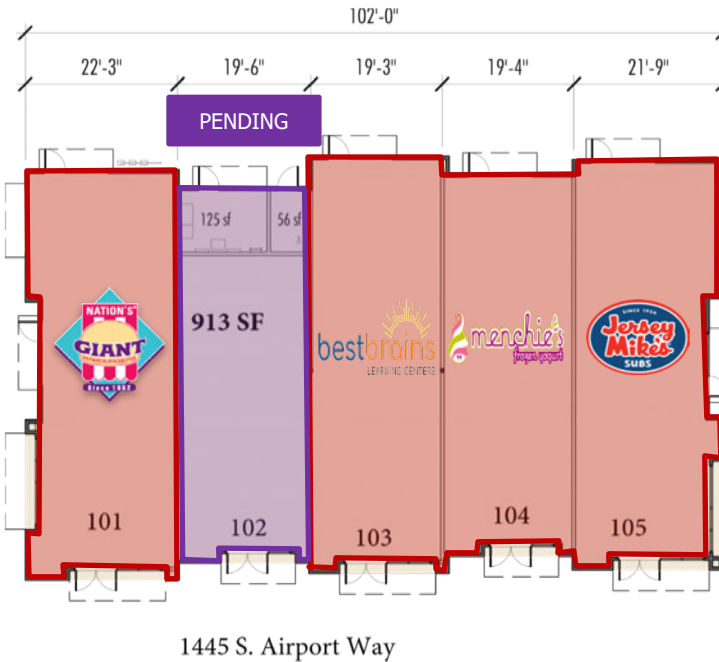 102'-0"
22'-3" 19'-6" 19'-3" 19'-4" 21'-9"
PENDING
125 sf 56 sf
913 SF
NATION'S
GIANT
HAMBURGERS
Since 1952
bestbrains
LEARNING CENTERS
menchie's
frozen yogurt
SINCE 1956
Jersey
Mike's
SUBS
101
102
103
104
105
1445 S. Airport Way